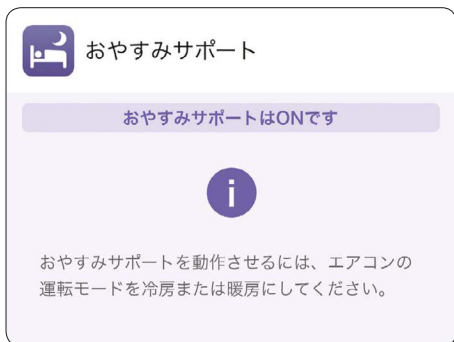 おやすみサポート
おやすみサポートはONです
i
おやすみサポートを動作させるには、エアコンの
運転モードを冷房または暖房にしてください。